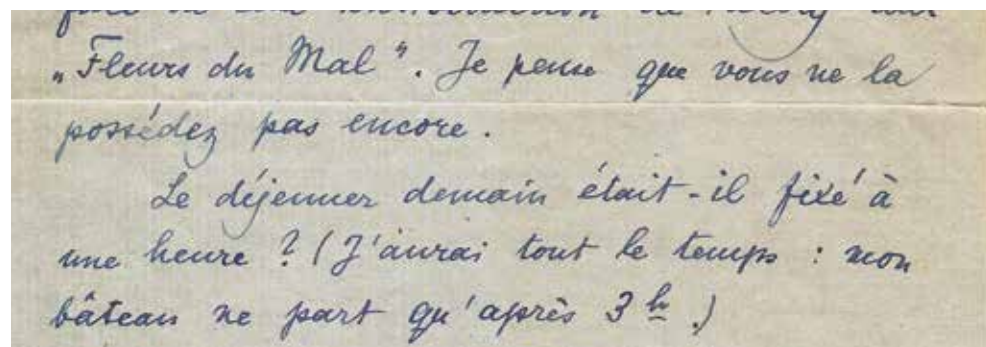 „Fleurs du Mal“. Je pense que vous ne la
possédez pas encore.
Le déjeuner demain était-il fixé à
une heure ? (J'aurai tout le temps : mon
bâteau ne part qu'après 3 h.)